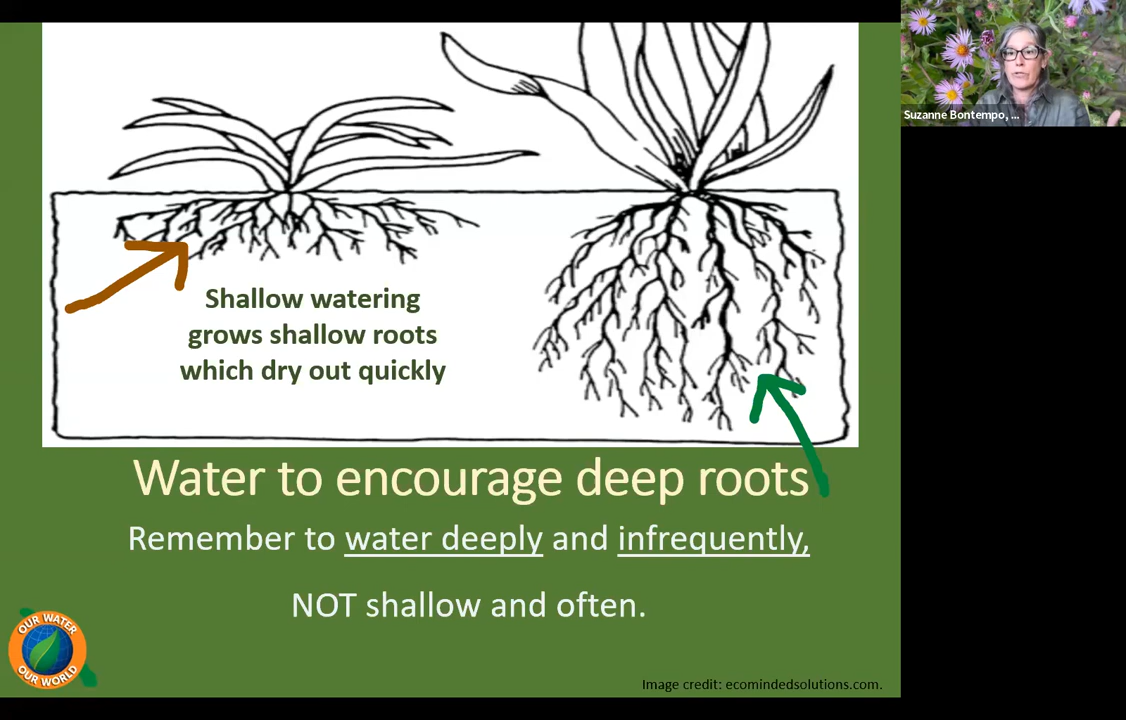 Suzanne Bontempo, ...
Shallow watering
grows shallow roots
which dry out quickly
Water to encourage deep roots
Remember to water deeply and infrequently,
NOT shallow and often.
OUR WATER
OUR WORLD
Image credit: ecomindedsolutions.com.